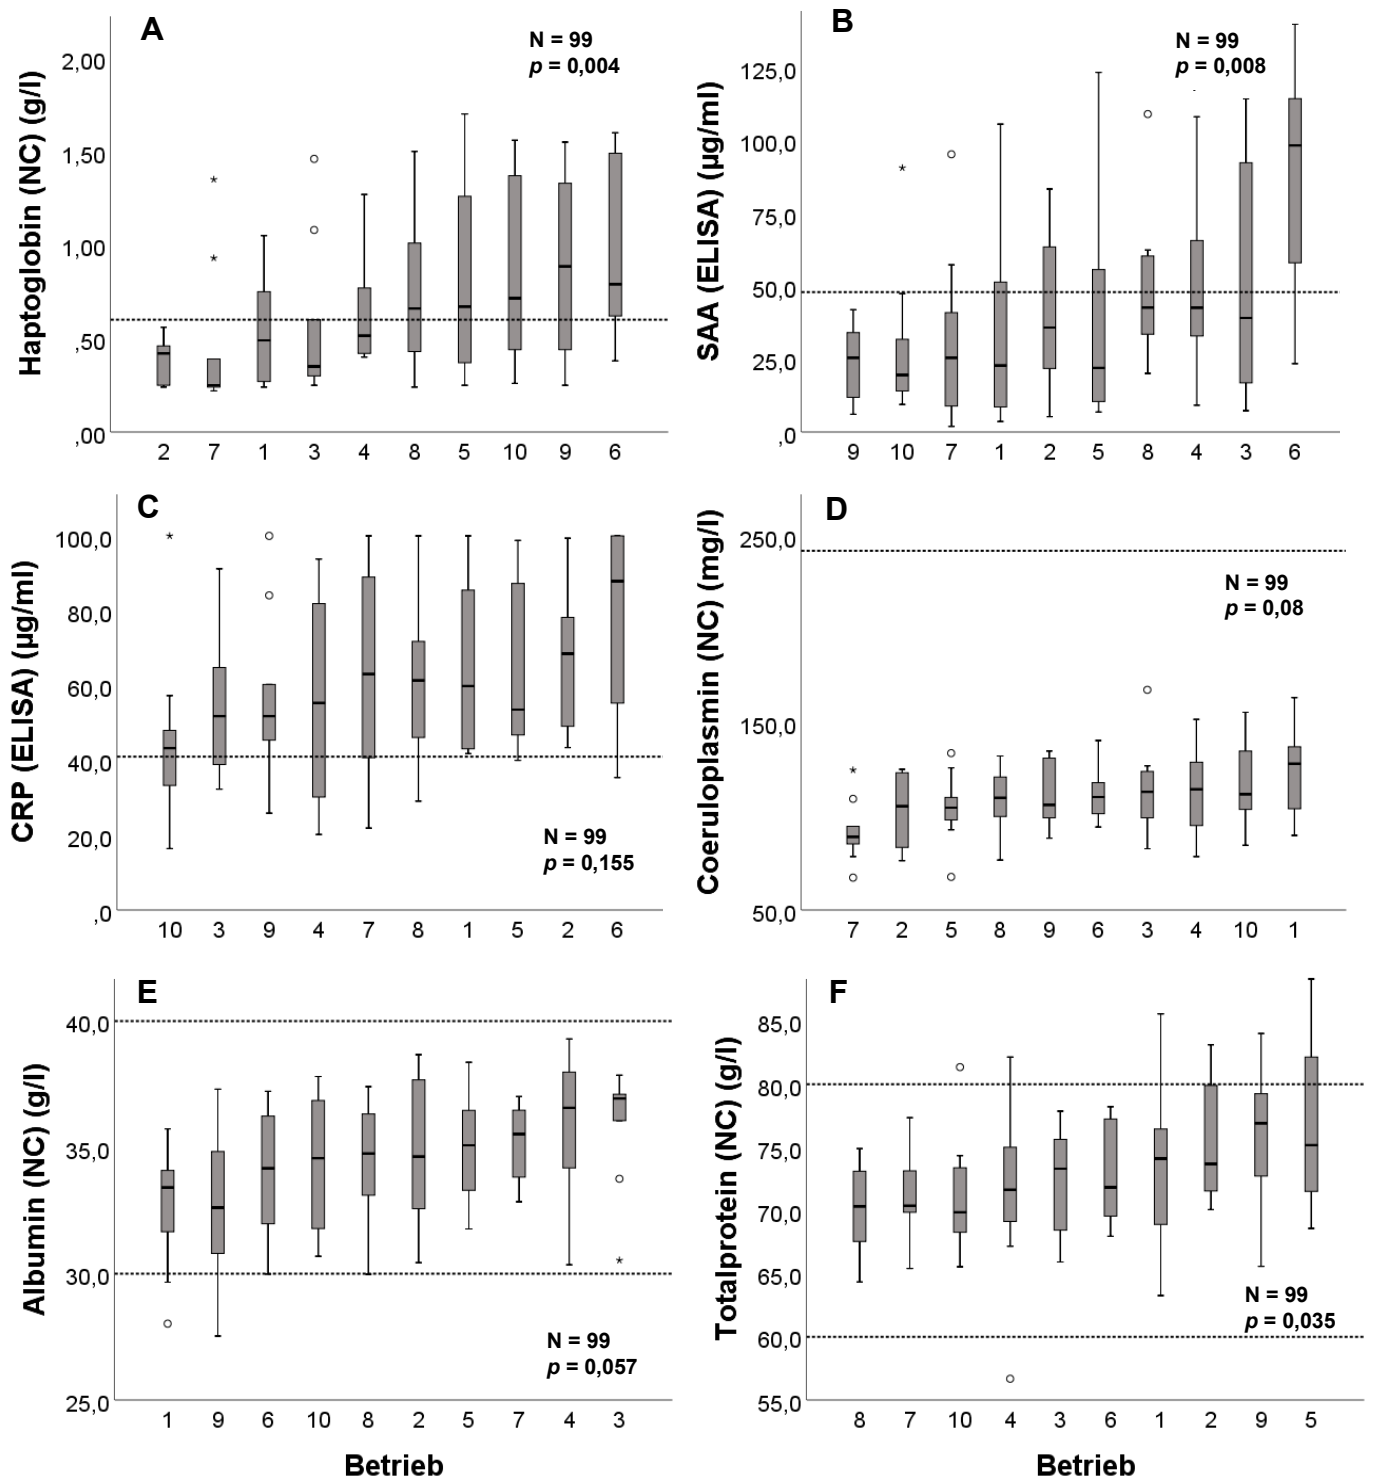 A
N = 99
p = 0,004
Haptoglobin (NC) (g/l)
2,00
1,50
1,00
,50
,00
2 7 1 3 4 8 5 10 9 6
B
N = 99
p = 0,008
SAA (ELISA) (µg/ml)
125,0
100,0
75,0
50,0
25,0
,0
9 10 7 1 2 5 8 4 3 6
C
CRP (ELISA) (µg/ml)
100,0
80,0
60,0
40,0
20,0
,0
N = 99
p = 0,155
10 3 9 4 7 8 1 5 2 6
D
Coeruloplasmin (NC) (mg/l)
250,0
150,0
50,0
N = 99
p = 0,08
7 2 5 8 9 6 3 4 10 1
E
Albumin (NC) (g/l)
40,0
35,0
30,0
25,0
N = 99
p = 0,057
1 9 6 10 8 2 5 7 4 3
Betrieb
F
Totalprotein (NC) (g/l)
85,0
80,0
75,0
70,0
65,0
60,0
55,0
N = 99
p = 0,035
8 7 10 4 3 6 1 2 9 5
Betrieb